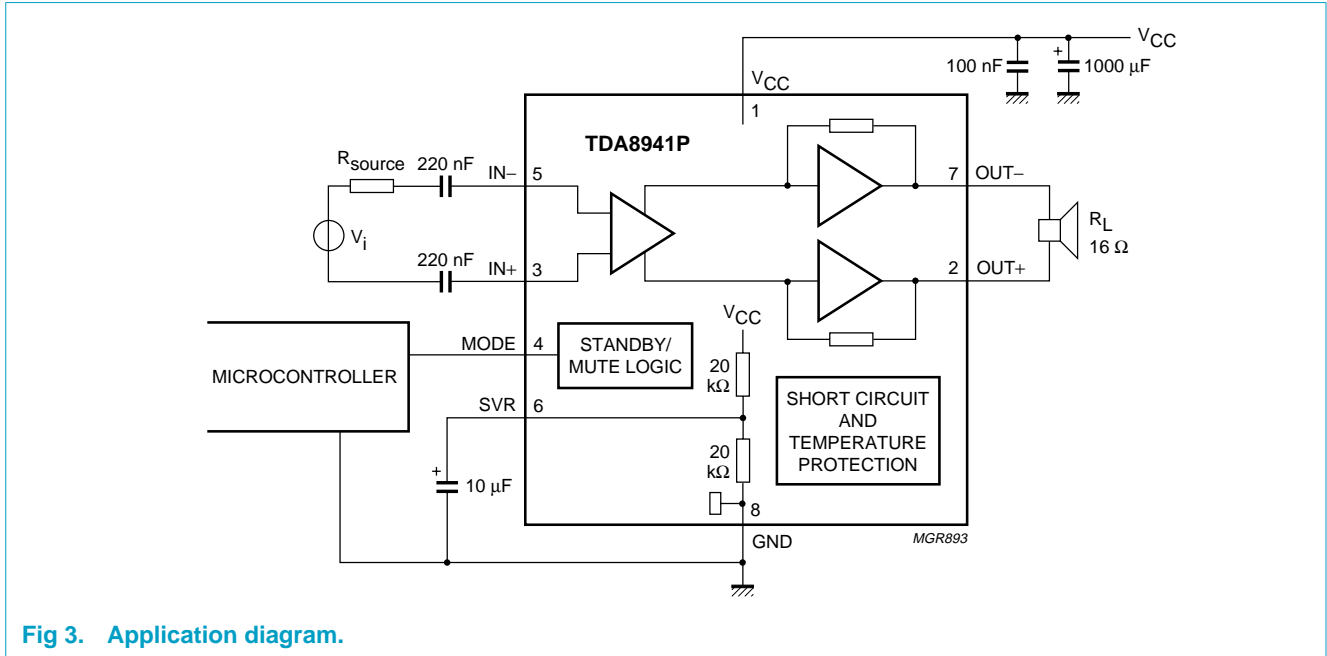 VCC
100 nF
+
1000 μF
VCC
1
TDA8941P
Rsource
220 nF
IN−
5
7
OUT−
Vi
RL
16 Ω
220 nF
IN+
3
2
OUT+
VCC
MICROCONTROLLER
MODE
4
STANDBY/
MUTE LOGIC
20
kΩ
SVR
6
SHORT CIRCUIT
AND
TEMPERATURE
PROTECTION
20
kΩ
+
10 μF
8
GND
MGR893
Fig 3. Application diagram.